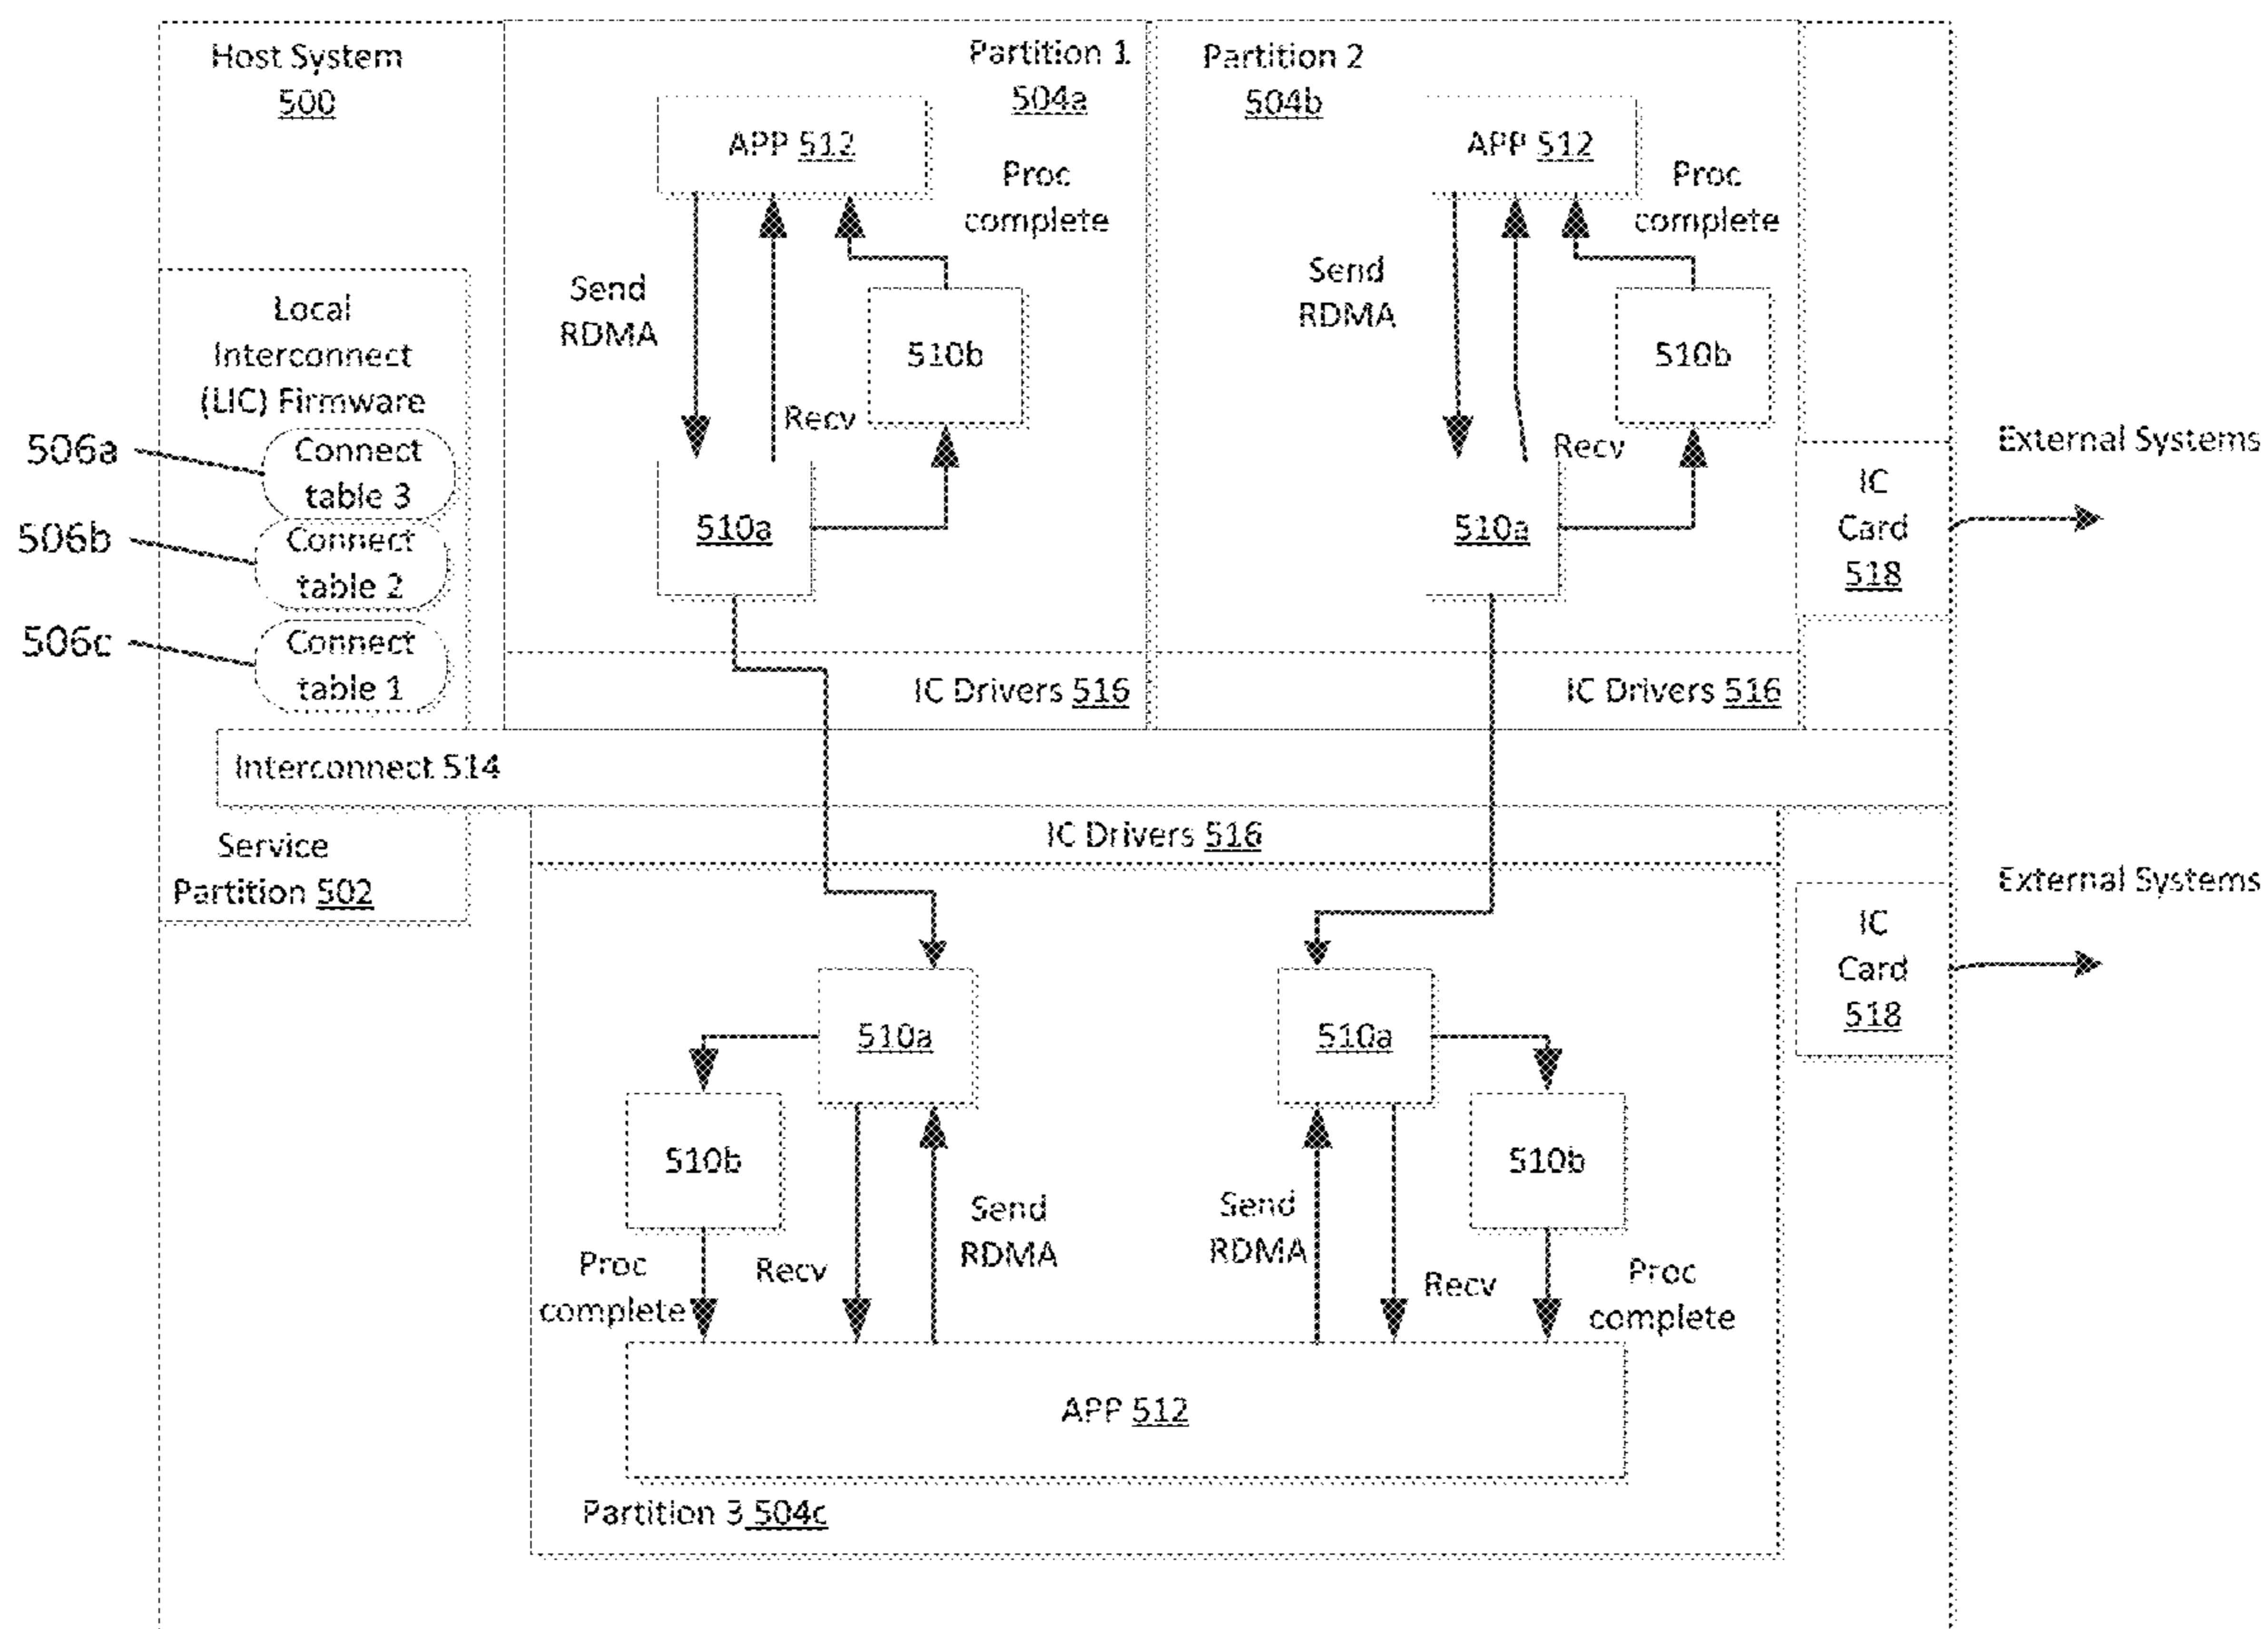 Host System
500
Partition 1
504a
Partition 2
504b
APP 512
Proc
complete
Send
RDMA
Recv
510b
510a
IC Drivers 516
APP 512
Proc
complete
Send
RDMA
Recv
510b
510a
IC Drivers 516
Local
Interconnect
(LIC) Firmware
506a
Connect
table 3
506b
Connect
table 2
506c
Connect
table 1
IC
Card
518
External Systems
Interconnect 514
Service
Partition 502
IC Drivers 516
External Systems
IC
Card
518
510a
510a
510b
510b
Send
RDMA
Send
RDMA
Proc
complete
Recv
Recv
Proc
complete
APP 512
Partition 3 504c